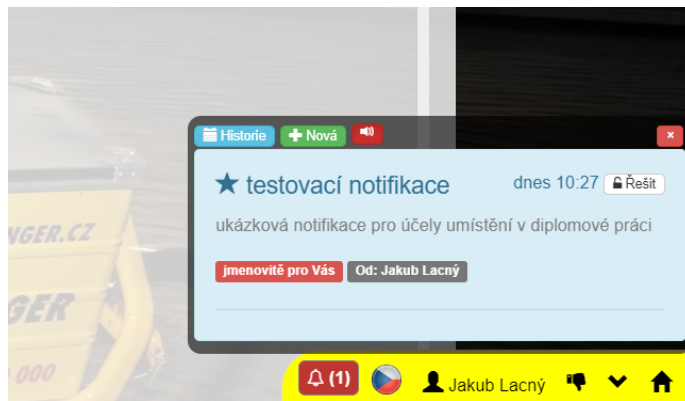 Historie Nová
testovací notifikace dnes 10:27 Řešit
ukázková notifikace pro účely umístění v diplomové práci
jmenovitě pro Vás Od: Jakub Lacný
NGER.CZ
GER
000
(1) Jakub Lacný